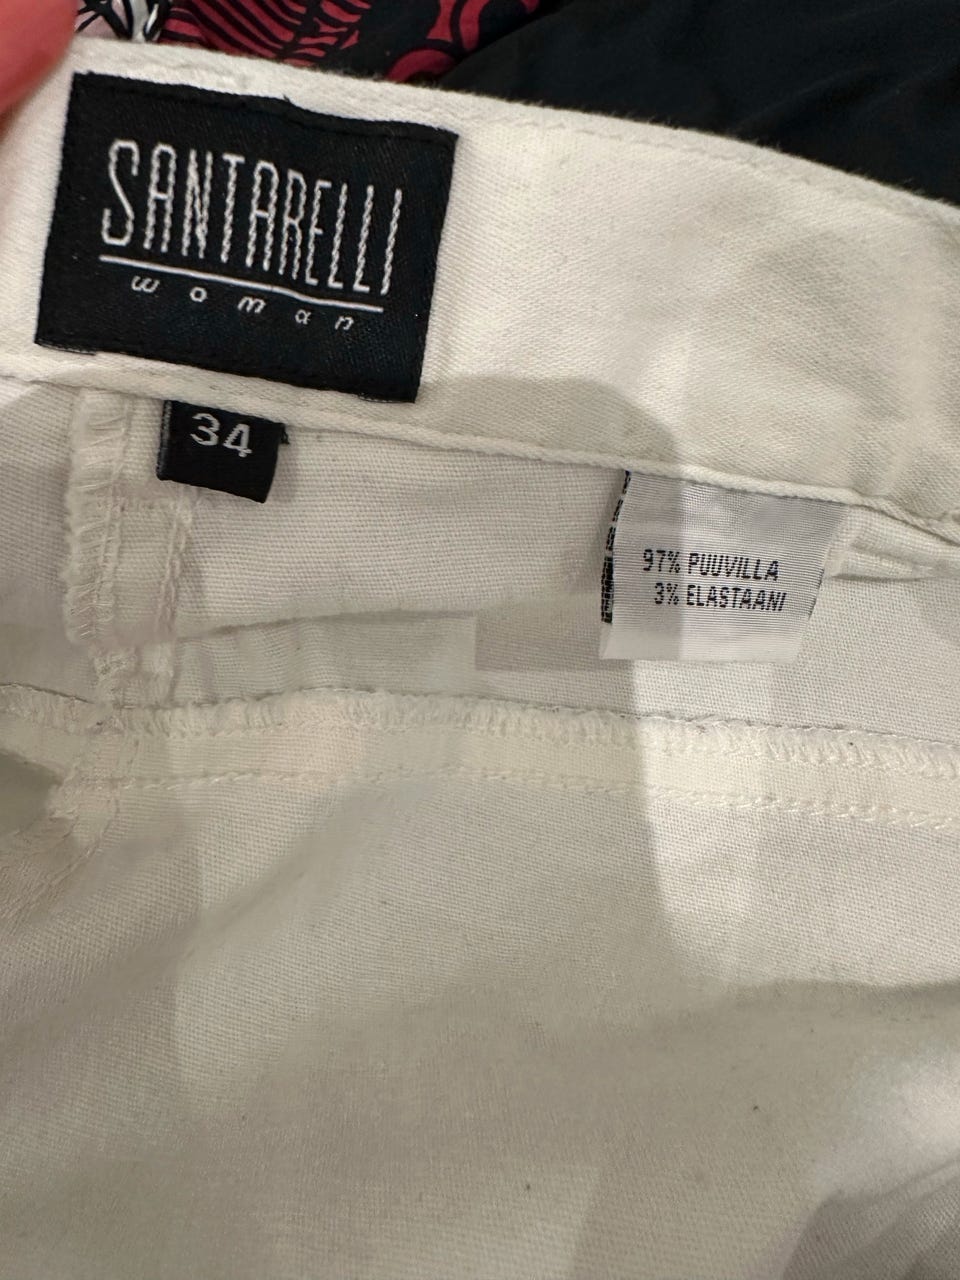 SANTARELLI
woman
34
97% PUUVILLA
3% ELASTAANI